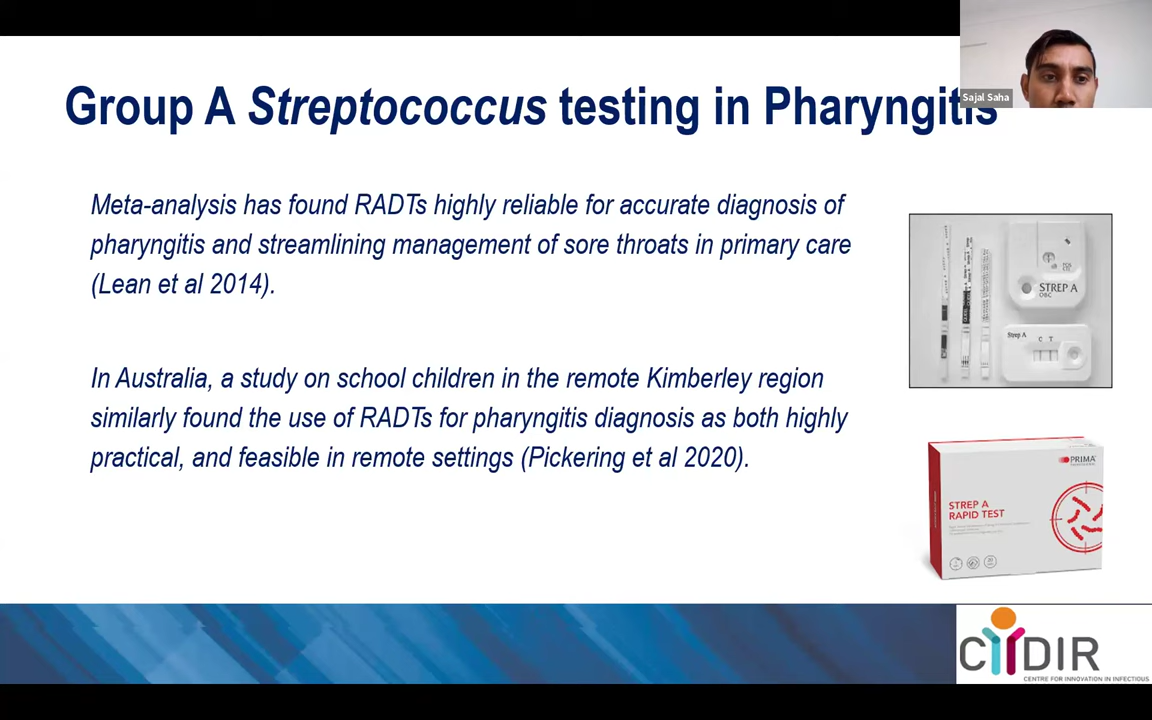 Group A Streptococcus testing in Pharyngitis
Sajal Saha
Meta-analysis has found RADTs highly reliable for accurate diagnosis of
pharyngitis and streamlining management of sore throats in primary care
(Lean et al 2014).
STREP A
OBC
Strep A
C T
In Australia, a study on school children in the remote Kimberley region
similarly found the use of RADTs for pharyngitis diagnosis as both highly
practical, and feasible in remote settings (Pickering et al 2020).
PRIMA
STREP A
RAPID TEST
CIIDIR
CENTRE FOR INNOVATION IN INFECTIOUS